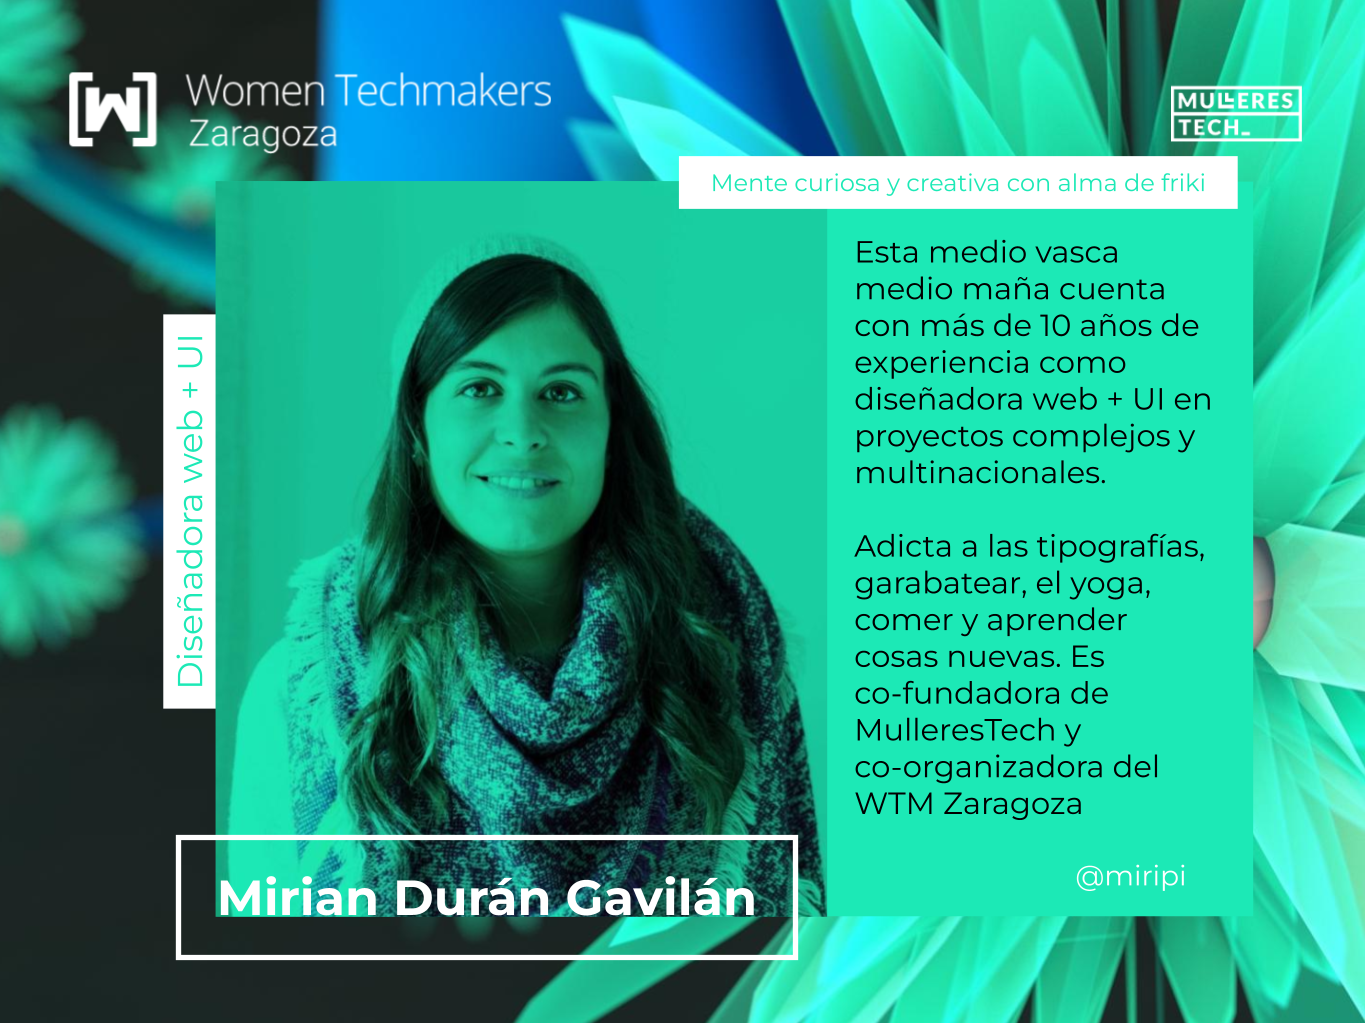 Women Techmakers
Zaragoza
MULLERES
TECH_
Mente curiosa y creativa con alma de friki
Diseñadora web + UI
Esta medio vasca
medio maña cuenta
con más de 10 años de
experiencia como
diseñadora web + UI en
proyectos complejos y
multinacionales.
Adicta a las tipografías,
garabatear, el yoga,
comer y aprender
cosas nuevas. Es
co-fundadora de
MulleresTech y
co-organizadora del
WTM Zaragoza
@miripi
Mirian Durán Gavilán